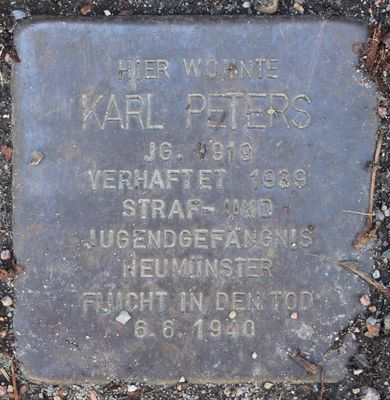 HIER WOHNTE
KARL PETERS
JG. 1919
VERHAFTET 1939
STRAF- UND
JUGENDGEFÄNGNIS
NEUMÜNSTER
FLUCHT IN DEN TOD
6.6.1940